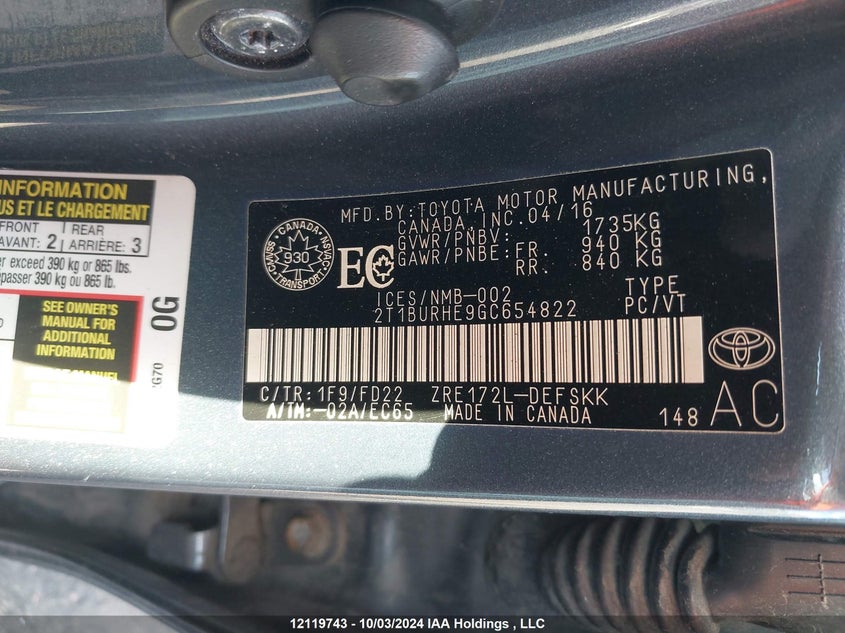 INFORMATION
US ET LE CHARGEMENT
FRONT
AVANT: 2
REAR
ARRIÈRE: 3
er exceed 390 kg or 865 lbs.
passer 390 kg ou 865 lb.
SEE OWNER'S
MANUAL FOR
ADDITIONAL
INFORMATION
0G
MFD.BY:TOYOTA MOTOR MANUFACTURING,
CANADA,INC.04/16
GVWR/PNBV: 1735KG
GAWR/PNBE:FR. 940 KG
RR. 840 KG
CANADA
NSVAC
TRANSPORT
CMVSS
930
EC
ICES/NMB-002
TYPE
2T1BURHE9GC654822 PC/VT
C/TR:1F9/FD22 ZRE172L-DEFSKK
A/TM:-02A/EC65 MADE IN CANADA
148 AC
12119743 - 10/03/2024 IAA Holdings , LLC